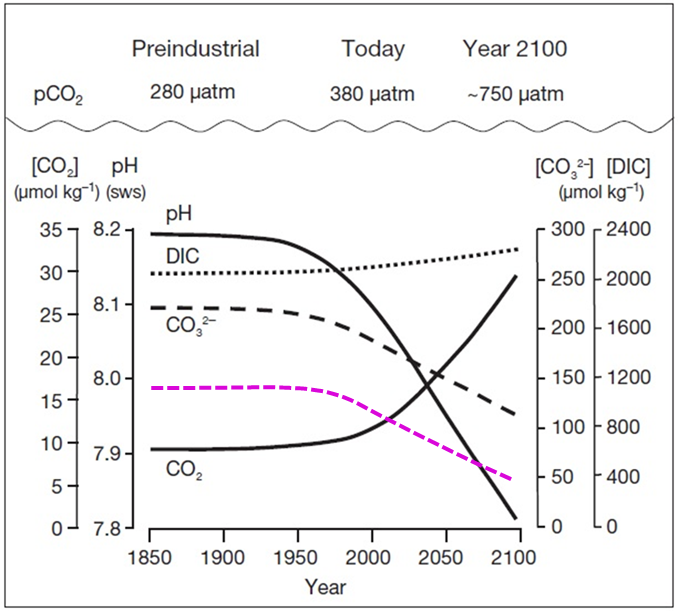 Preindustrial Today Year 2100
pCO₂ 280 µatm 380 µatm ~750 µatm
[CO₂] pH [CO₃²⁻] [DIC]
(µmol kg⁻¹) (sws) (µmol kg⁻¹)
pH
DIC
CO₃²⁻
CO₂
35 8.2 300 2400
30 250 2000
8.1
25 200 1600
20 8.0 150 1200
15
100 800
10 7.9
5 50 400
0 7.8 0 0
1850 1900 1950 2000 2050 2100
Year